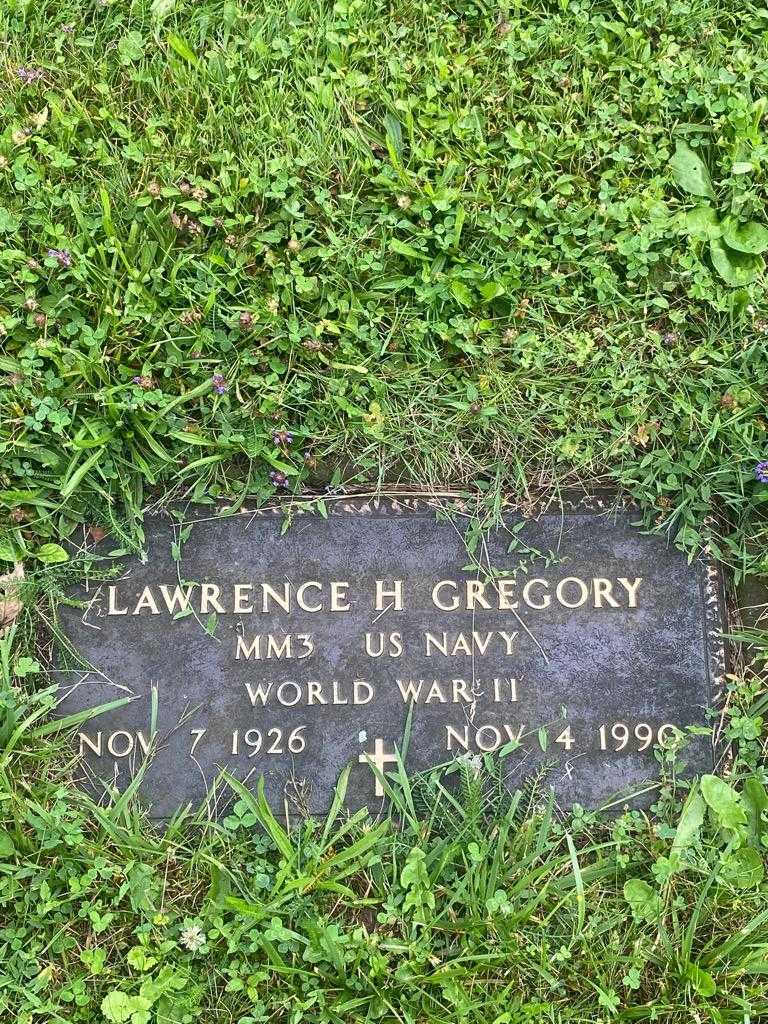 LAWRENCE H GREGORY
MM3 US NAVY
WORLD WAR II
NOV 7 1926 NOV 4 1990